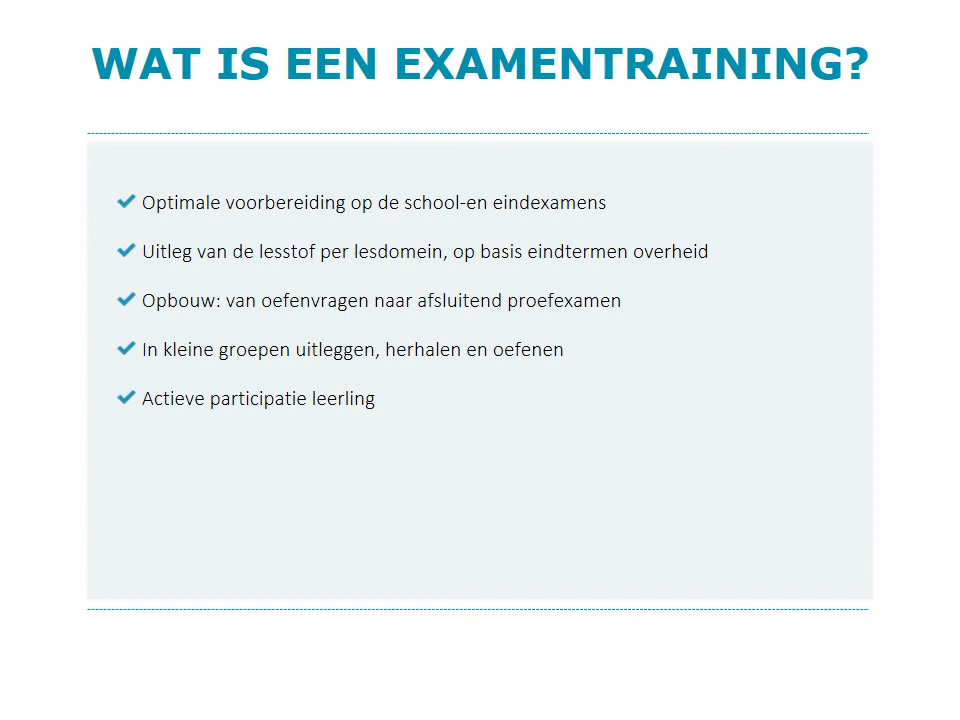 WAT IS EEN EXAMENTRAINING?
Optimale voorbereiding op de school-en eindexamens
Uitleg van de lesstof per lesdomein, op basis eindtermen overheid
Opbouw: van oefenvragen naar afsluitend proefexamen
In kleine groepen uitleggen, herhalen en oefenen
Actieve participatie leerling